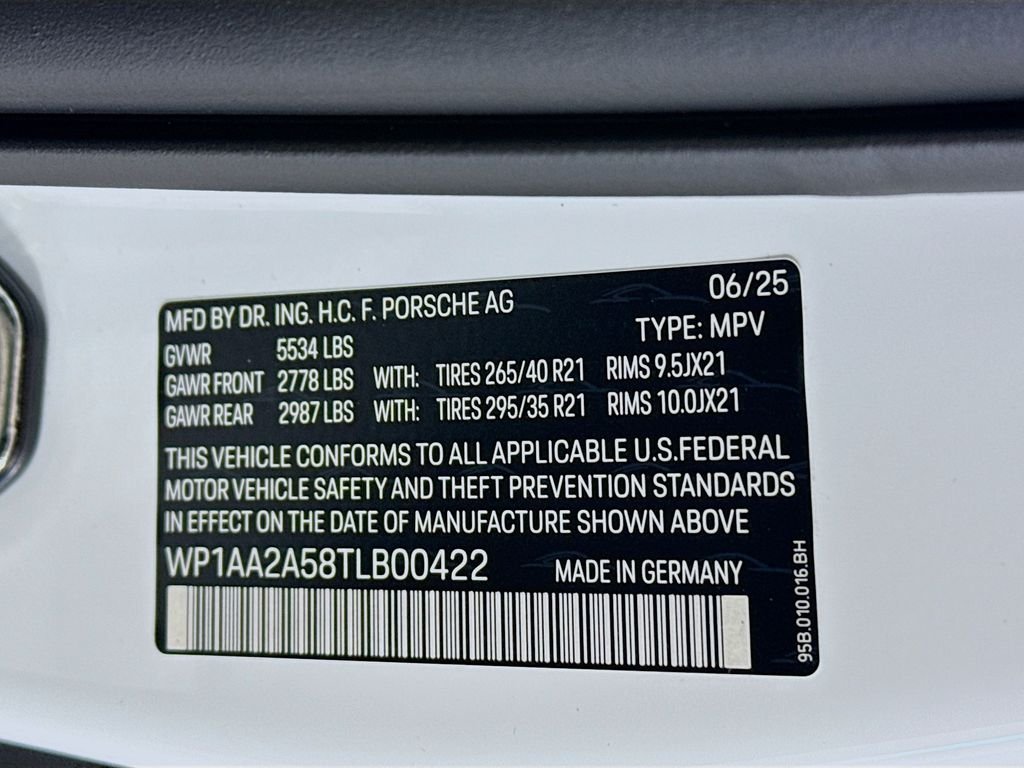 06/25
MFD BY DR. ING. H.C. F. PORSCHE AG
TYPE: MPV
GVWR 5534 LBS
GAWR FRONT 2778 LBS WITH: TIRES 265/40 R21 RIMS 9.5JX21
GAWR REAR 2987 LBS WITH: TIRES 295/35 R21 RIMS 10.0JX21
THIS VEHICLE CONFORMS TO ALL APPLICABLE U.S.FEDERAL
MOTOR VEHICLE SAFETY AND THEFT PREVENTION STANDARDS
IN EFFECT ON THE DATE OF MANUFACTURE SHOWN ABOVE
WP1AA2A58TLB00422 MADE IN GERMANY
95B.010.016.BH